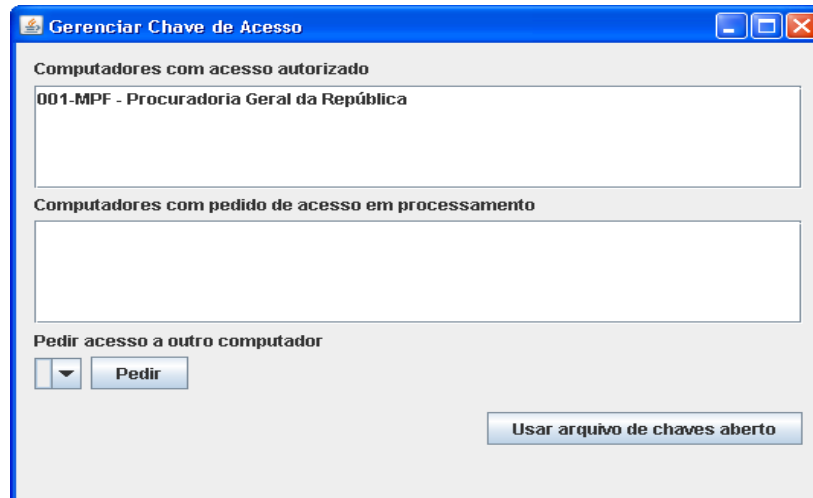 Gerenciar Chave de Acesso
Computadores com acesso autorizado
001-MPF - Procuradoria Geral da República
Computadores com pedido de acesso em processamento
Pedir acesso a outro computador
Pedir
Usar arquivo de chaves aberto